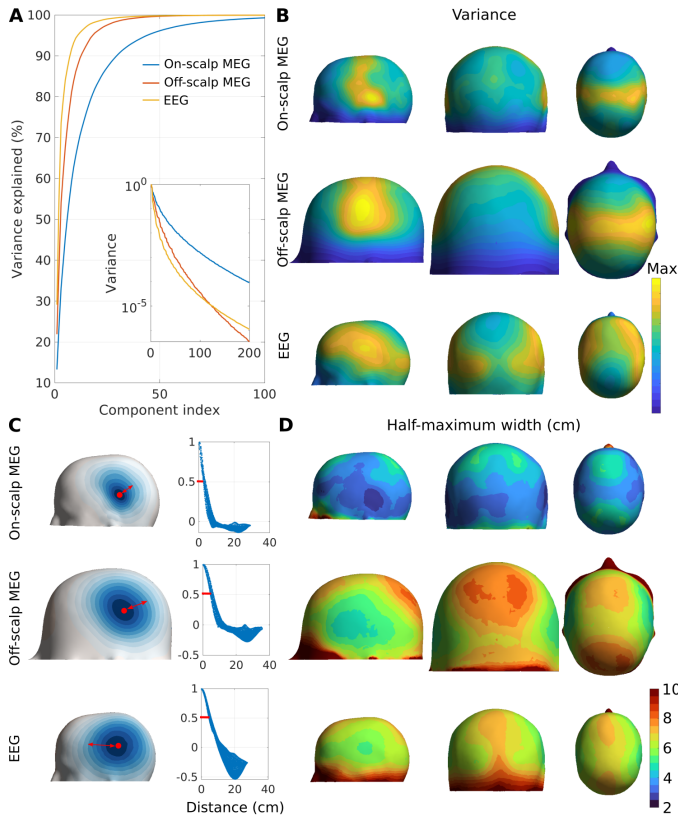 A
100
90
80
70
60
50
40
30
20
10
Variance explained (%)
0
50
100
Component index
On-scalp MEG
Off-scalp MEG
EEG
10^0
10^-5
Variance
0
100
200
B
Variance
On-scalp MEG
Off-scalp MEG
EEG
Max
C
On-scalp MEG
1
0.5
0
0
20
40
Off-scalp MEG
1
0.5
0
-0.5
0
20
40
EEG
1
0.5
0
-0.5
0
20
40
Distance (cm)
D
Half-maximum width (cm)
10
8
6
4
2